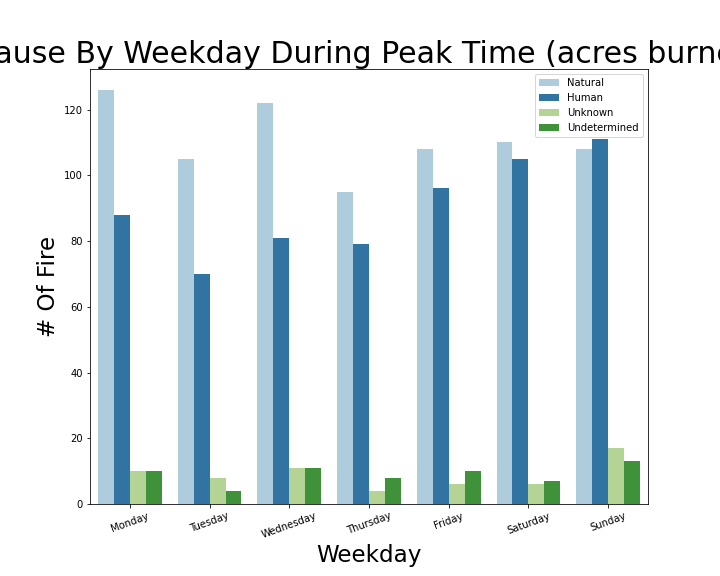 ause By Weekday During Peak Time (acres burne
Natural
Human
Unknown
Undetermined
120
100
80
60
40
20
0
# Of Fire
Monday
Tuesday
Wednesday
Thursday
Friday
Saturday
Sunday
Weekday